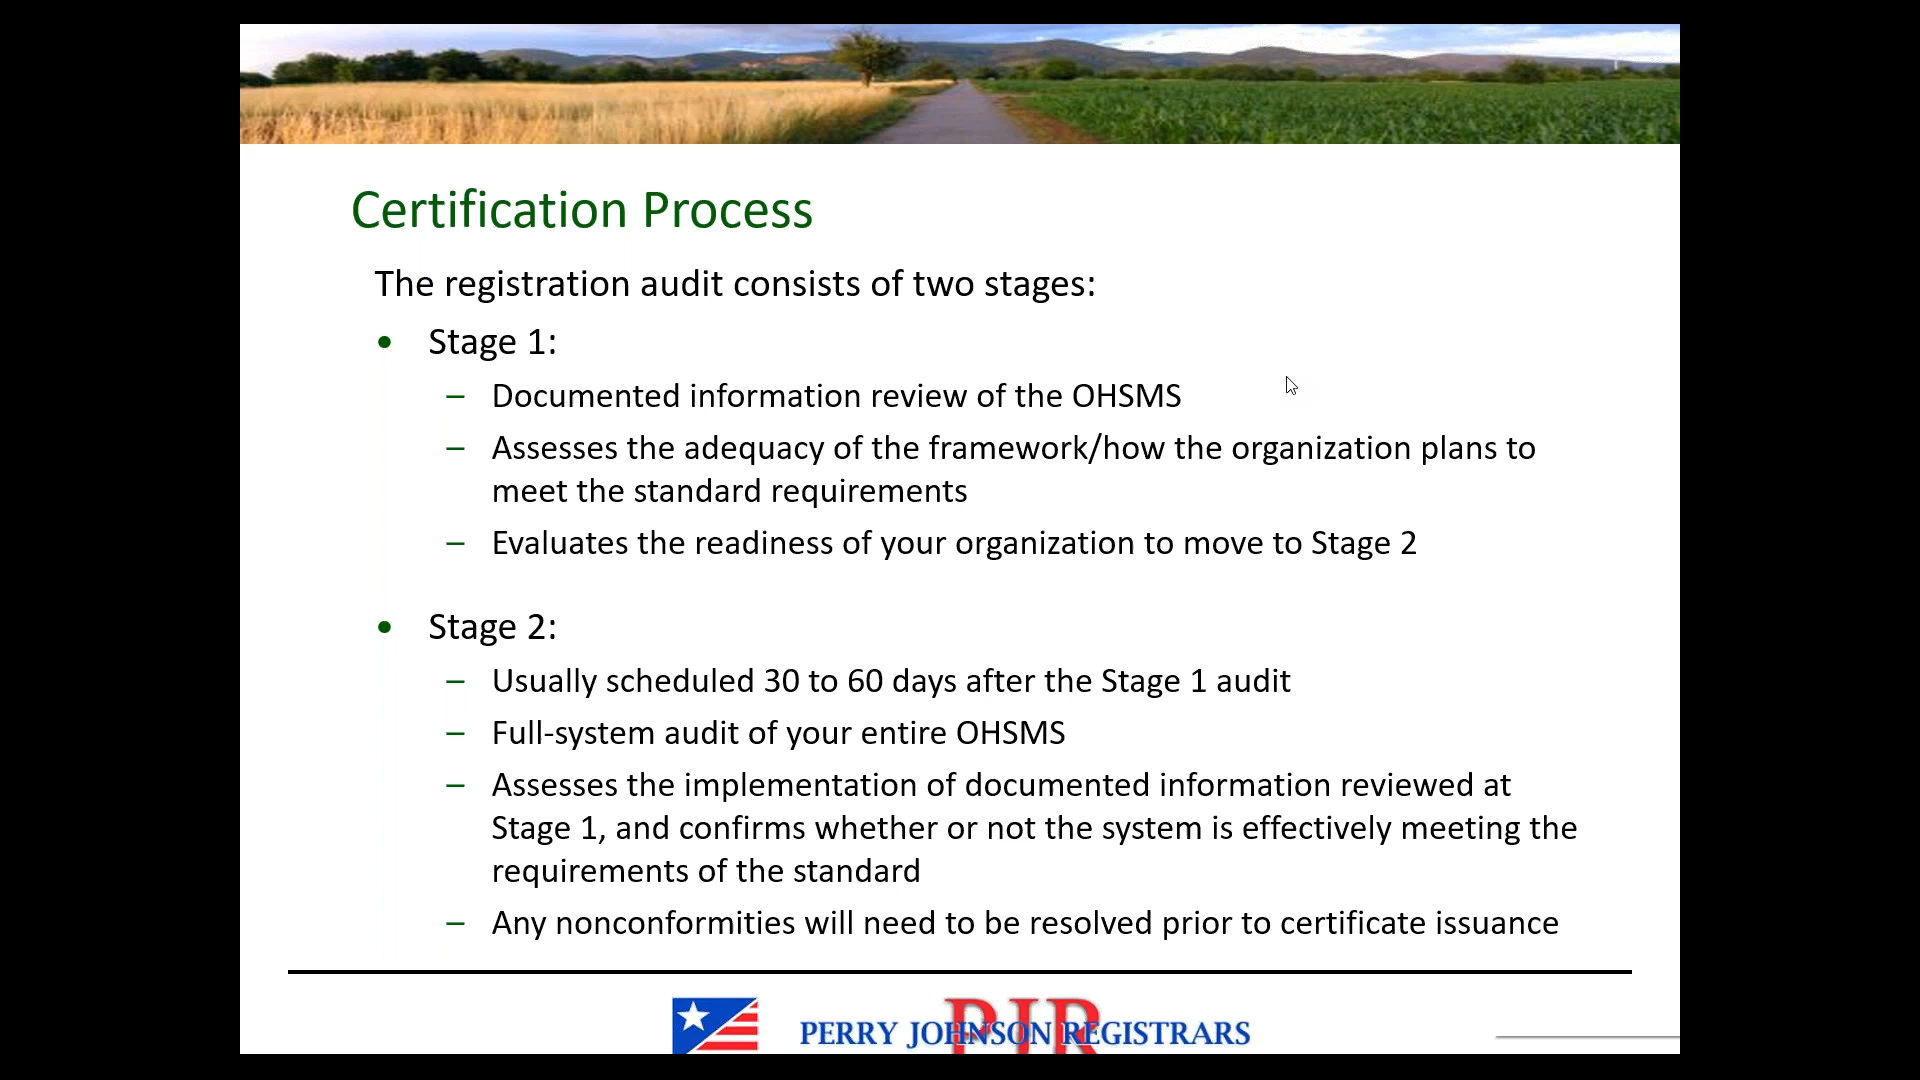 Certification Process
The registration audit consists of two stages:
• Stage 1:
– Documented information review of the OHSMS
– Assesses the adequacy of the framework/how the organization plans to
meet the standard requirements
– Evaluates the readiness of your organization to move to Stage 2
• Stage 2:
– Usually scheduled 30 to 60 days after the Stage 1 audit
– Full-system audit of your entire OHSMS
– Assesses the implementation of documented information reviewed at
Stage 1, and confirms whether or not the system is effectively meeting the
requirements of the standard
– Any nonconformities will need to be resolved prior to certificate issuance
PJR
PERRY JOHNSON REGISTRARS